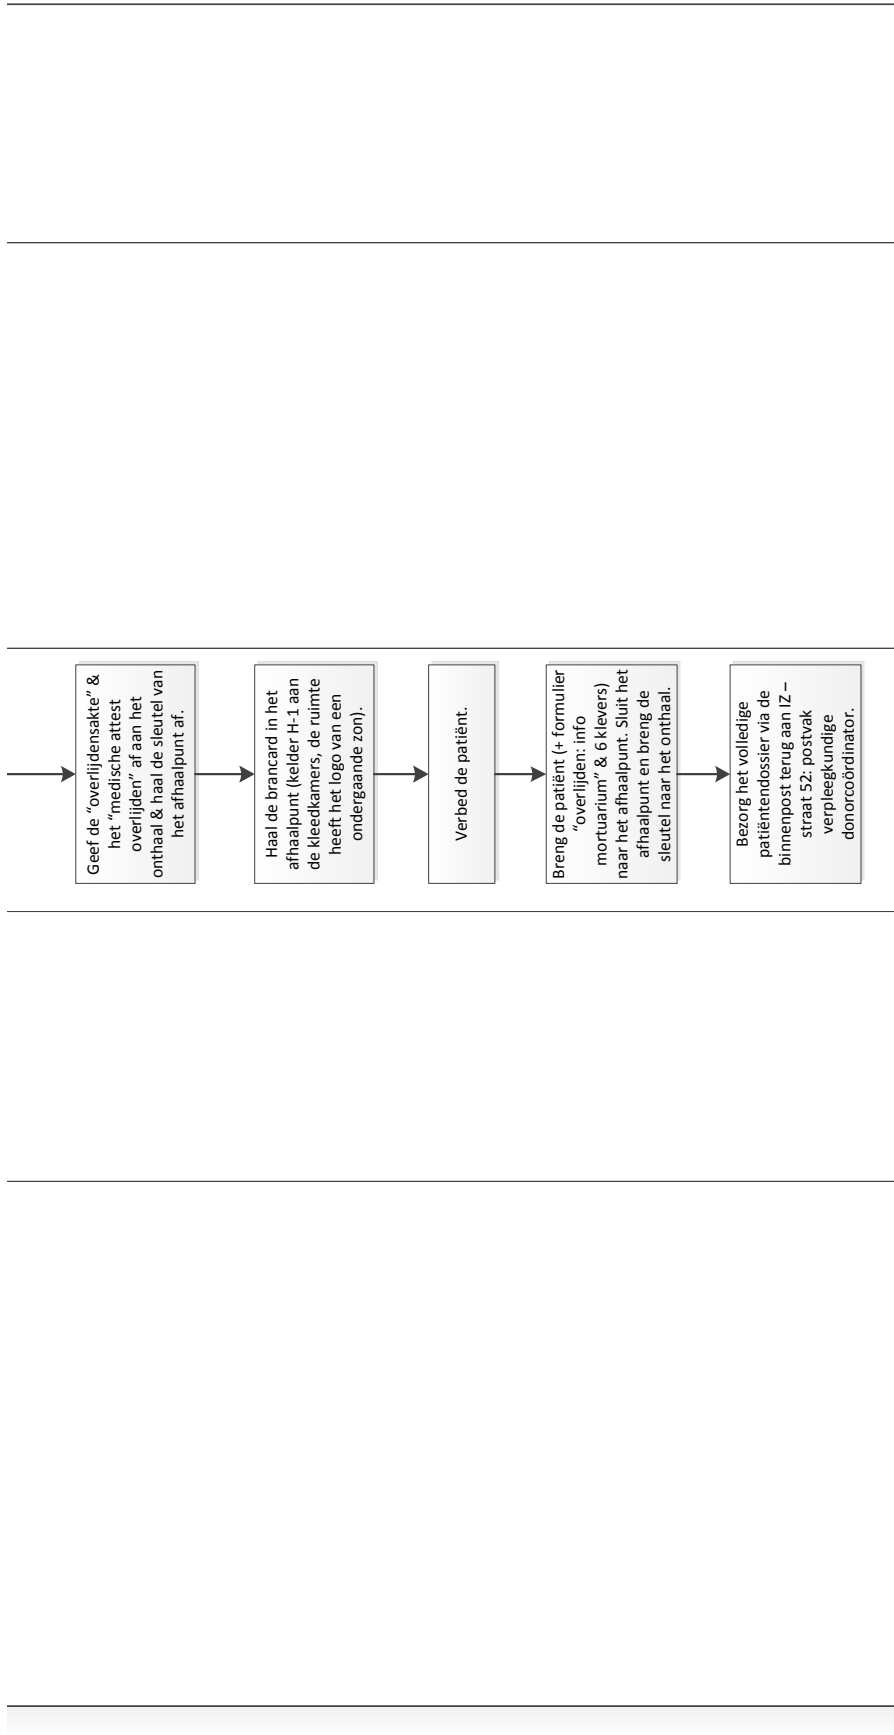 Geef de “overlijdensakte” &
het “medische attest
overlijden” af aan het
onthaal & haal de sleutel van
het afhaalpunt af.
Haal de brancard in het
afhaalpunt (kelder H-1 aan
de kleedkamers, de ruimte
heeft het logo van een
ondergaande zon).
Verbed de patiënt.
Breng de patiënt (+ formulier
“overlijden: info
mortuarium” & 6 klevers)
naar het afhaalpunt. Sluit het
afhaalpunt en breng de
sleutel naar het onthaal.
Bezorg het volledige
patiëntendossier via de
binnenpost terug aan IZ –
straat 52: postvak
verpleegkundige
donorcoördinator.